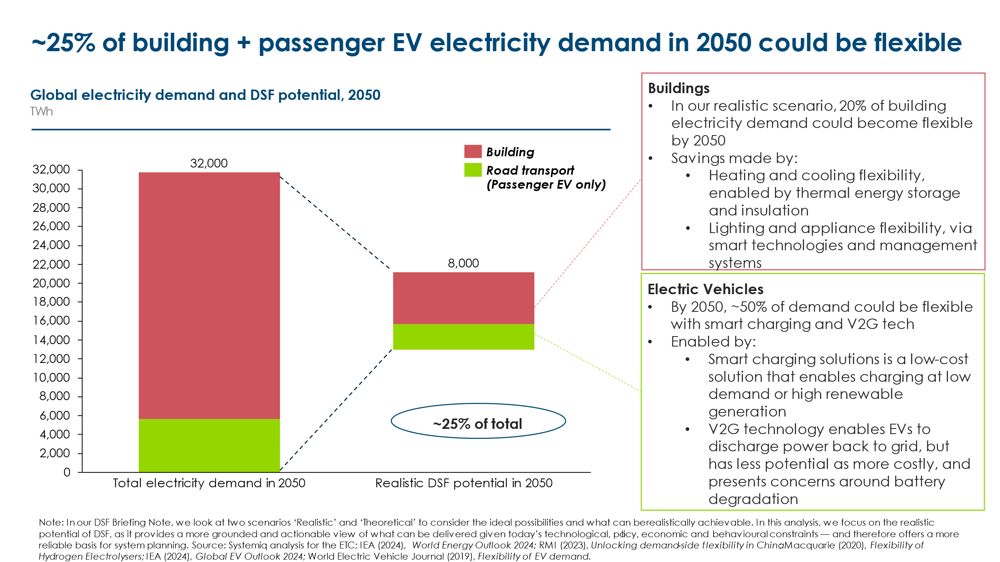 ~25% of building + passenger EV electricity demand in 2050 could be flexible
Global electricity demand and DSF potential, 2050
TWh
Building
Road transport
(Passenger EV only)
32,000
30,000
28,000
26,000
24,000
22,000
20,000
18,000
16,000
14,000
12,000
10,000
8,000
6,000
4,000
2,000
0
32,000
8,000
~25% of total
Total electricity demand in 2050
Realistic DSF potential in 2050
Buildings
• In our realistic scenario, 20% of building
electricity demand could become flexible
by 2050
• Savings made by:
• Heating and cooling flexibility,
enabled by thermal energy storage
and insulation
• Lighting and appliance flexibility, via
smart technologies and management
systems
Electric Vehicles
• By 2050, ~50% of demand could be flexible
with smart charging and V2G tech
• Enabled by:
• Smart charging solutions is a low-cost
solution that enables charging at low
demand or high renewable
generation
• V2G technology enables EVs to
discharge power back to grid, but
has less potential as more costly, and
presents concerns around battery
degradation
Note: In our DSF Briefing Note, we look at two scenarios ‘Realistic’ and ‘Theoretical’ to consider the ideal possibilities and what can be realistically achievable. In this analysis, we focus on the realistic
potential of DSF, as it provides a more grounded and actionable view of what can be delivered given today’s technological, policy, economic and behavioural constraints — and therefore offers a more
reliable basis for system planning. Source: Systemiq analysis for the ETC; IEA (2024), World Energy Outlook 2024; RMI (2023), Unlocking demand-side flexibility in China; Macquarie (2020), Flexibility of
Hydrogen Electrolysers; IEA (2024), Global EV Outlook 2024; World Electric Vehicle Journal (2019), Flexibility of EV demand.